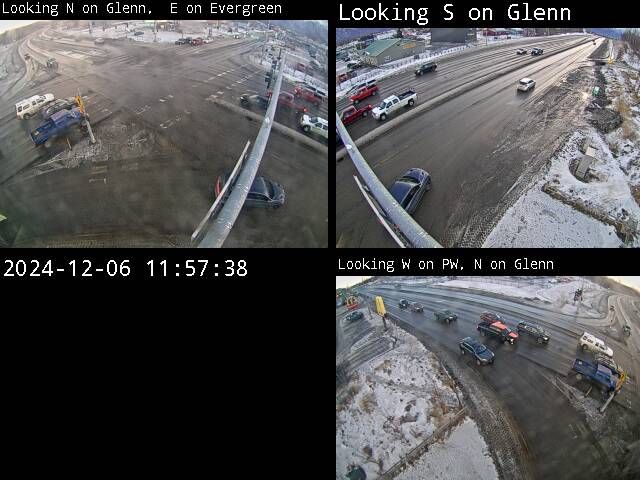 Looking N on Glenn,  E on Evergreen
Looking S on Glenn
2024-12-06 11:57:38
Looking W on PW, N on Glenn